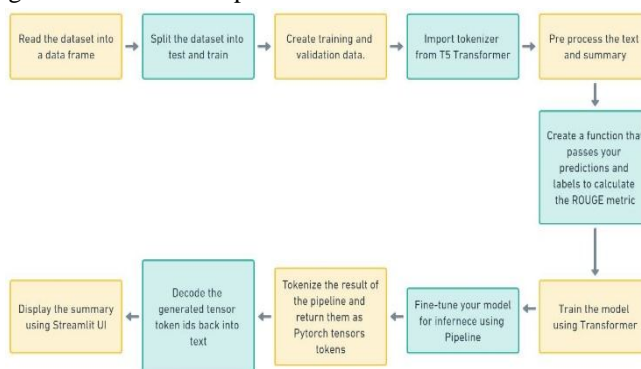 Read the dataset into
a data frame
Split the dataset into
test and train
Create training and
validation data.
Import tokenizer
from T5 Transformer
Pre process the text
and summary
Create a function that
passes your
predictions and
labels to calculate
the ROUGE metric
Train the model
using Transformer
Fine-tune your model
for infernece using
Pipeline
Tokenize the result of
the pipeline and
return them as
Pytorch tensors
tokens
Decode the
generated tensor
token ids back into
text
Display the summary
using Streamlit UI